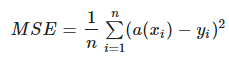 MSE = \frac{1}{n} \sum_{i=1}^{n} (a(x_i) - y_i)^2